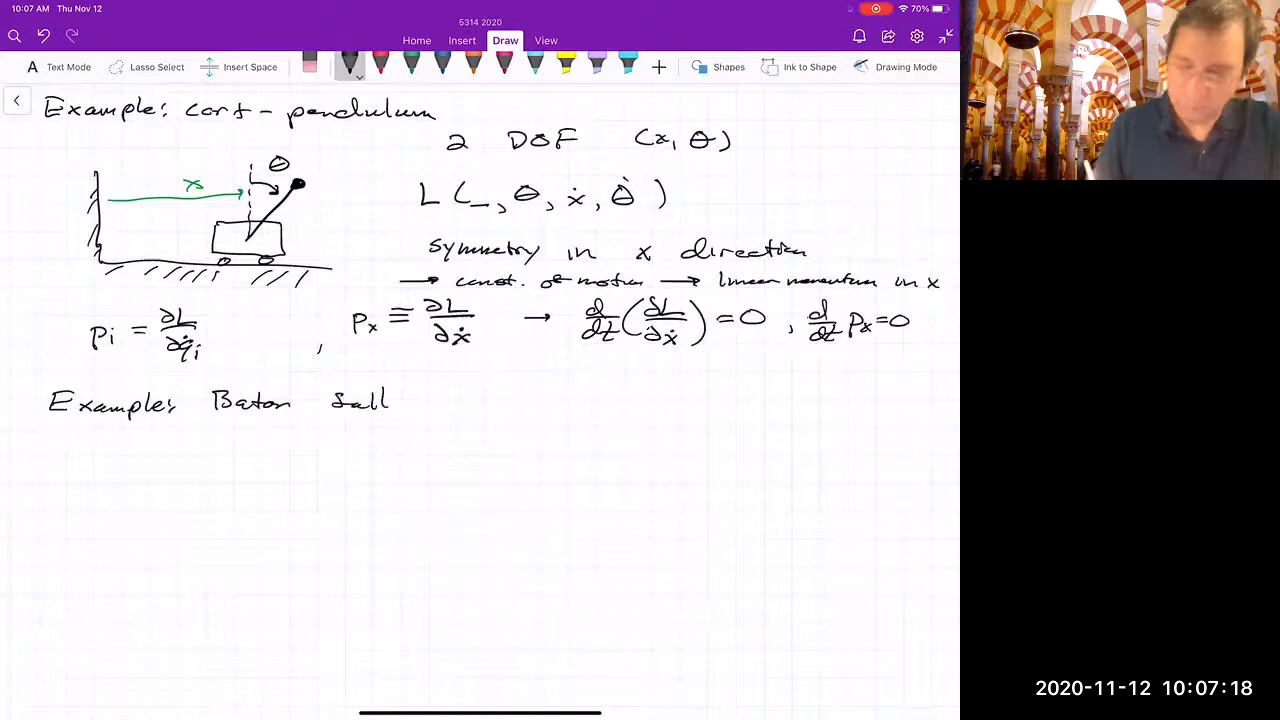 10:07 AM Thu Nov 12
70%
5314 2020
Home Insert Draw View
A Text Mode Lasso Select Insert Space Shapes Ink to Shape Drawing Mode
Example: cart - pendulum
2 DOF (x, θ)
θ
x
L ( _, θ, ẋ, θ̇ )
symmetry in x direction
→ const. of motion → linear momentum in x
pᵢ = ∂L/∂q̇ᵢ , pₓ ≡ ∂L/∂ẋ → d/dt (∂L/∂ẋ) = 0 , d/dt pₓ = 0
Example: Baton fall
2020-11-12 10:07:18